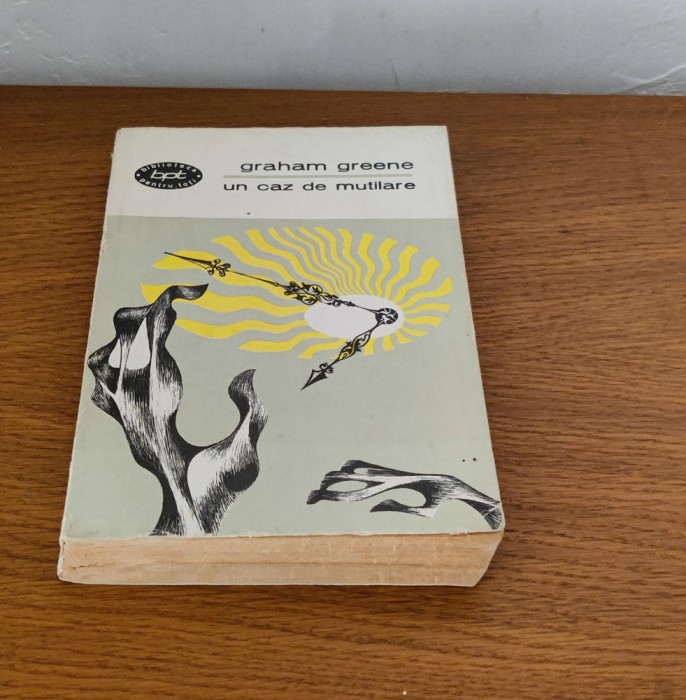 biblioteca
bpt
pentru toți
graham greene
un caz de mutilare